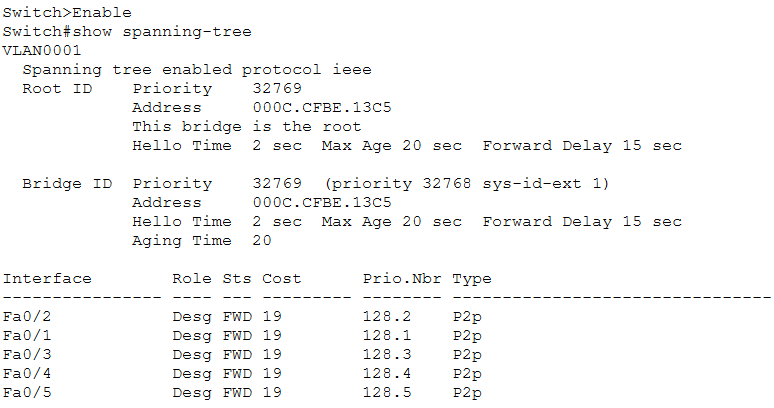 Switch>Enable
Switch#show spanning-tree
VLAN0001
  Spanning tree enabled protocol ieee
  Root ID    Priority    32769
             Address     000C.CFBE.13C5
             This bridge is the root
             Hello Time  2 sec  Max Age 20 sec  Forward Delay 15 sec

  Bridge ID  Priority    32769  (priority 32768 sys-id-ext 1)
             Address     000C.CFBE.13C5
             Hello Time  2 sec  Max Age 20 sec  Forward Delay 15 sec
             Aging Time  20

Interface        Role Sts Cost      Prio.Nbr Type
---------------- ---- --- --------- -------- --------------------------------
Fa0/2            Desg FWD 19        128.2    P2p
Fa0/1            Desg FWD 19        128.1    P2p
Fa0/3            Desg FWD 19        128.3    P2p
Fa0/4            Desg FWD 19        128.4    P2p
Fa0/5            Desg FWD 19        128.5    P2p